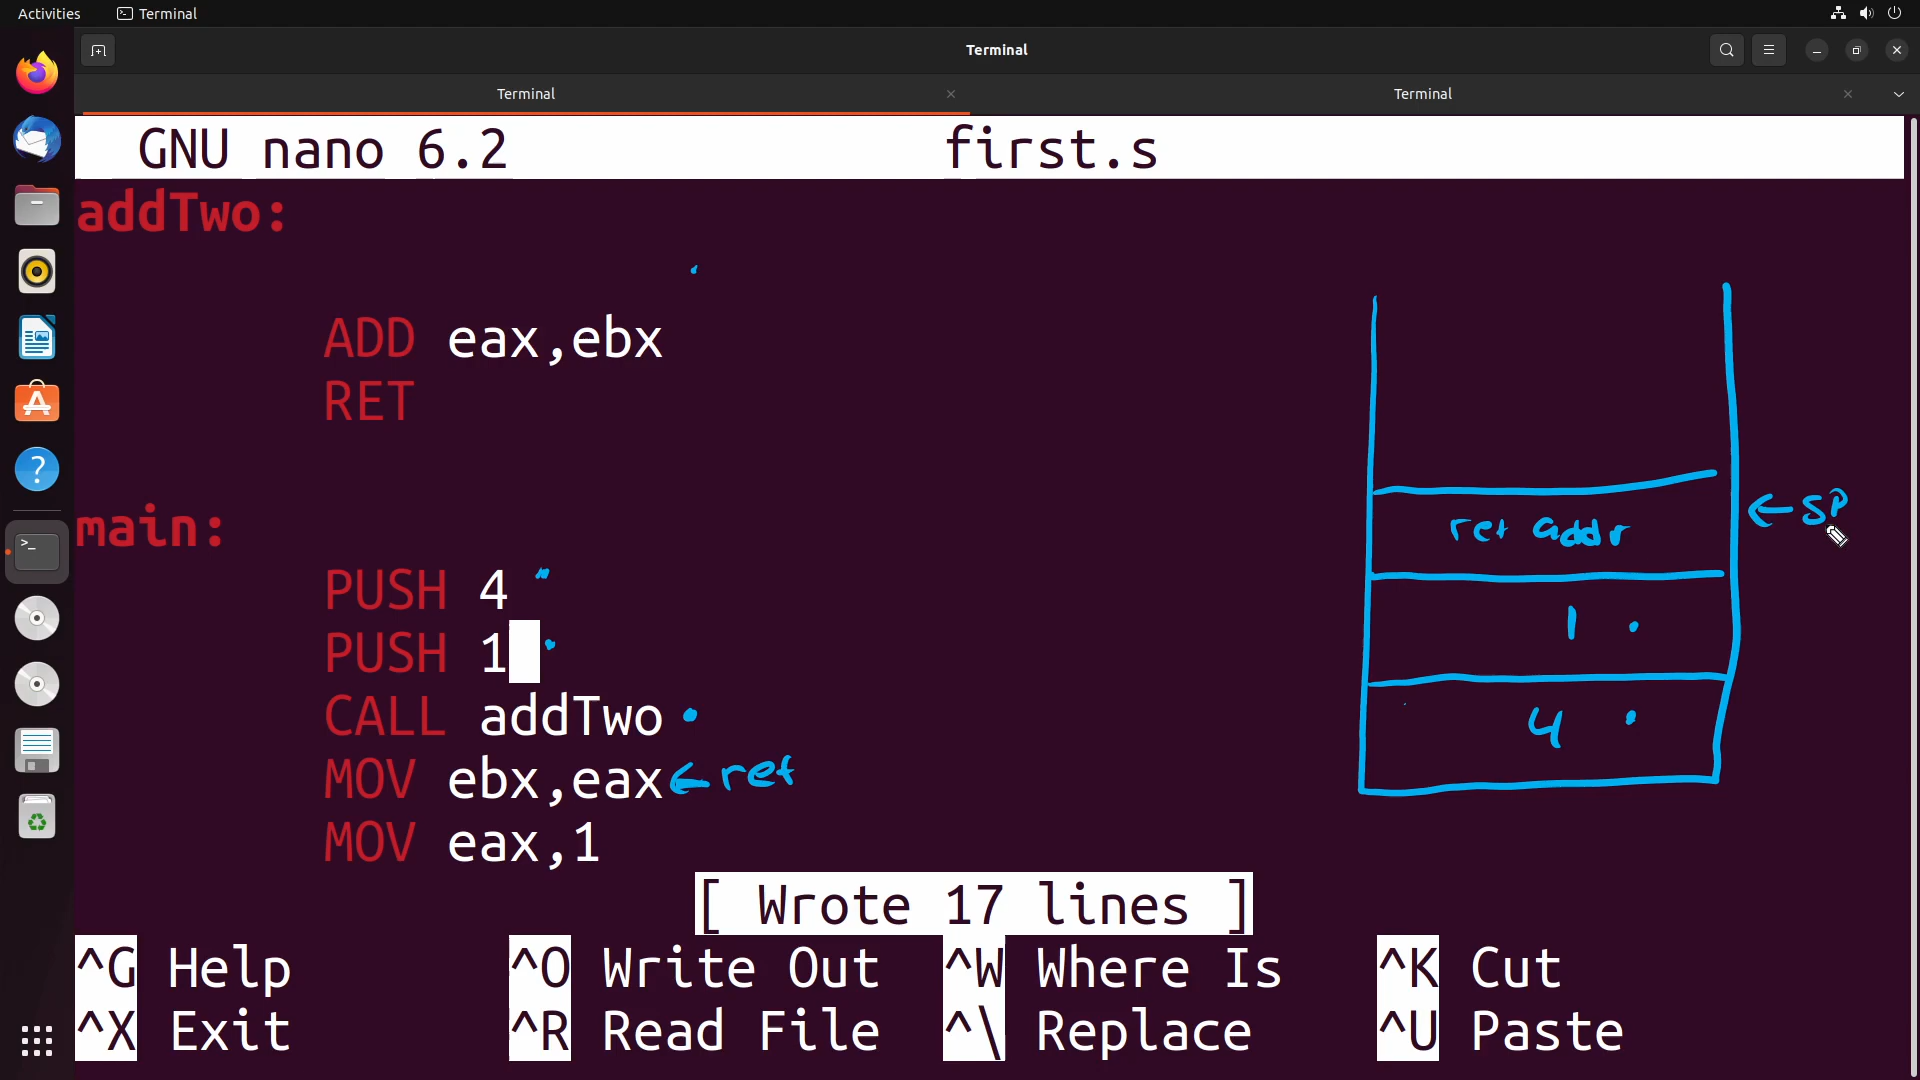 Activities Terminal
Terminal
Terminal Terminal
GNU nano 6.2 first.s
addTwo:
ADD eax,ebx
RET
main:
PUSH 4
PUSH 1
CALL addTwo
MOV ebx,eax ← ret
MOV eax,1
ret addr
← SP
1
4
[ Wrote 17 lines ]
^G Help ^O Write Out ^W Where Is ^K Cut
^X Exit ^R Read File ^\ Replace ^U Paste